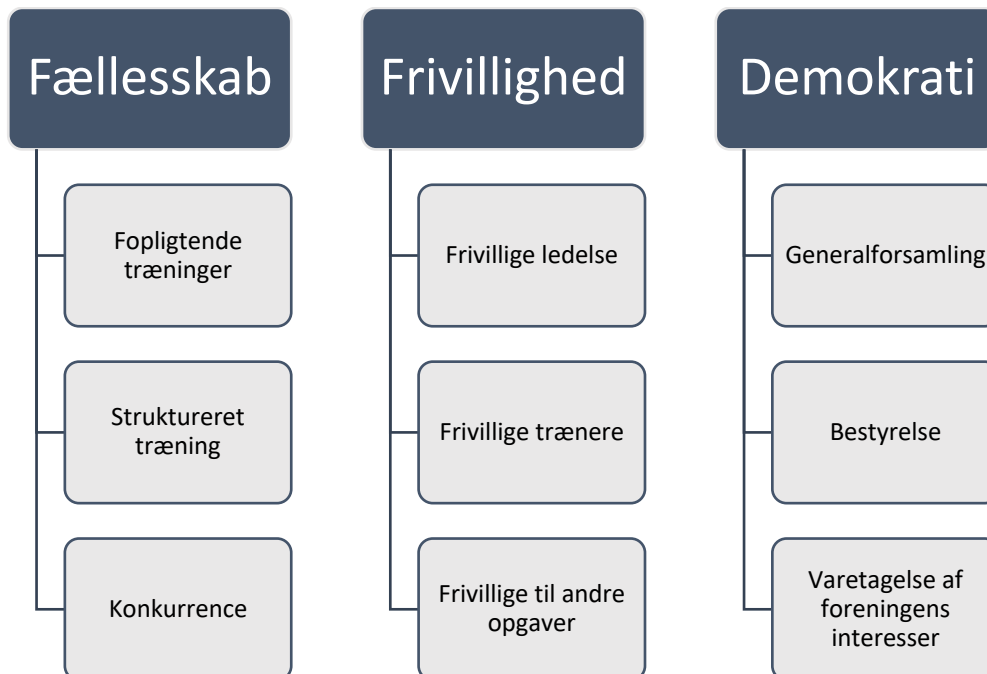 Fællesskab
Fopligtende
træninger
Struktureret
træning
Konkurrence
Frivillighed
Frivillige ledelse
Frivillige trænere
Frivillige til andre
opgaver
Demokrati
Generalforsamling
Bestyrelse
Varetagelse af
foreningens
interesser